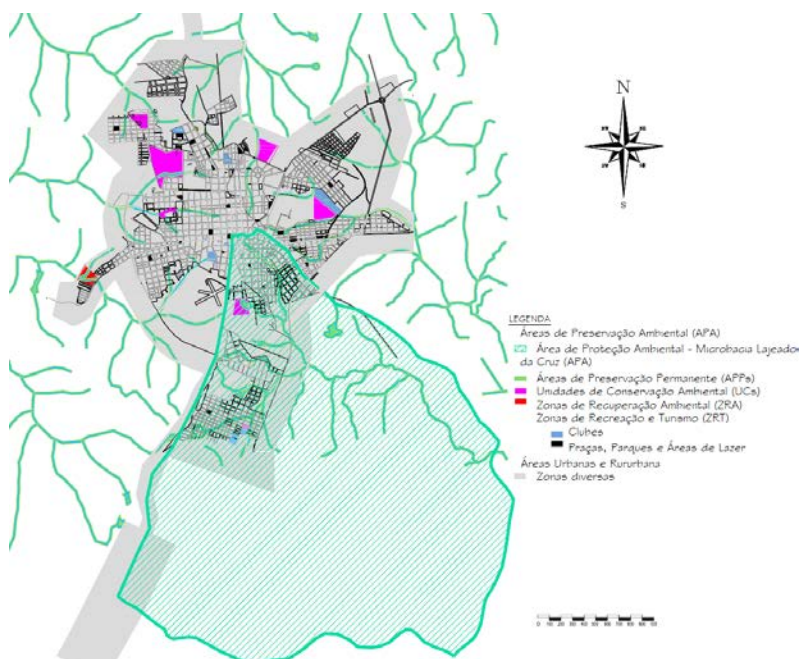 N
S
LEGENDA
Áreas de Preservação Ambiental (APA)
Área de Proteção Ambiental - Microbacia Lajeador
da Cruz (APA)
Áreas de Preservação Permanente (APPs)
Unidades de Conservação Ambiental (UCs)
Zonas de Recuperação Ambiental (ZRA)
Zonas de Recreação e Turismo (ZRT)
Clubes
Praças, Parques e Áreas de Lazer
Áreas Urbanas e Rururbana
Zonas diversas